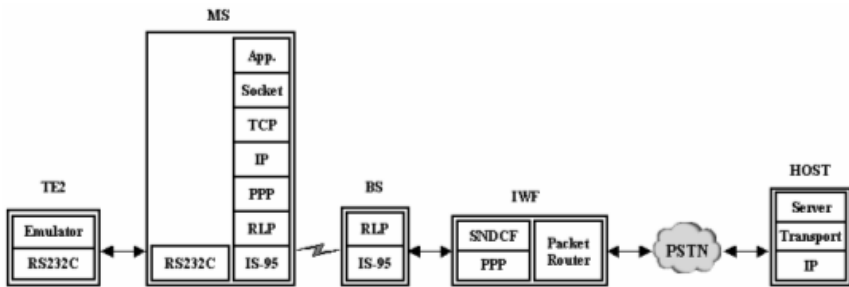 MS
App.
Socket
TCP
IP
PPP
RLP
RS232C
IS-95
TE2
Emulator
RS232C
BS
RLP
IS-95
IWF
SNDCF
PPP
Packet
Router
PSTN
HOST
Server
Transport
IP